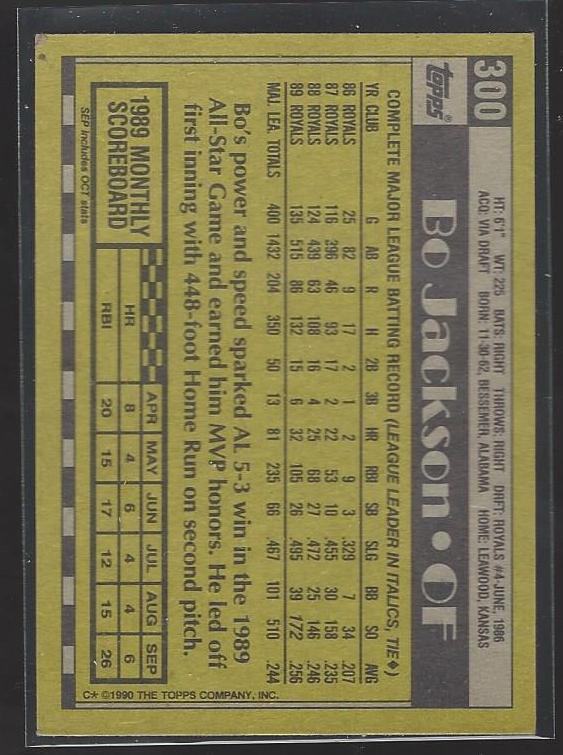 300
Topps®
HT: 6'1" WT: 225 BATS: RIGHT THROWS: RIGHT DRFT: ROYALS #4-JUNE, 1986
ACQ: VIA DRAFT BORN: 11-30-62, BESSEMER, ALABAMA HOME: LEAWOOD, KANSAS
Bo Jackson • OF
COMPLETE MAJOR LEAGUE BATTING RECORD (LEAGUE LEADER IN ITALICS, TIE♦)
YR CLUB G AB R H 2B 3B HR RBI SB SLG BB SO AVG
86 ROYALS 25 82 9 17 2 1 2 9 3 .329 7 34 .207
87 ROYALS 116 396 46 93 17 2 22 53 10 .455 30 158 .235
88 ROYALS 124 439 63 108 16 4 25 68 27 .472 25 146 .246
89 ROYALS 135 515 86 132 15 6 32 105 26 .495 39 172 .256
MAJ. LEA. TOTALS 400 1432 204 350 50 13 81 235 66 .467 101 510 .244
Bo's power and speed sparked AL 5-3 win in the 1989
All-Star Game and earned him MVP honors. He led off
first inning with 448-foot Home Run on second pitch.
1989 MONTHLY
SCOREBOARD
APR MAY JUN JUL AUG SEP
HR 8 4 6 4 4 6
RBI 20 15 17 12 15 26
SEP includes OCT stats
C* ©1990 THE TOPPS COMPANY, INC.